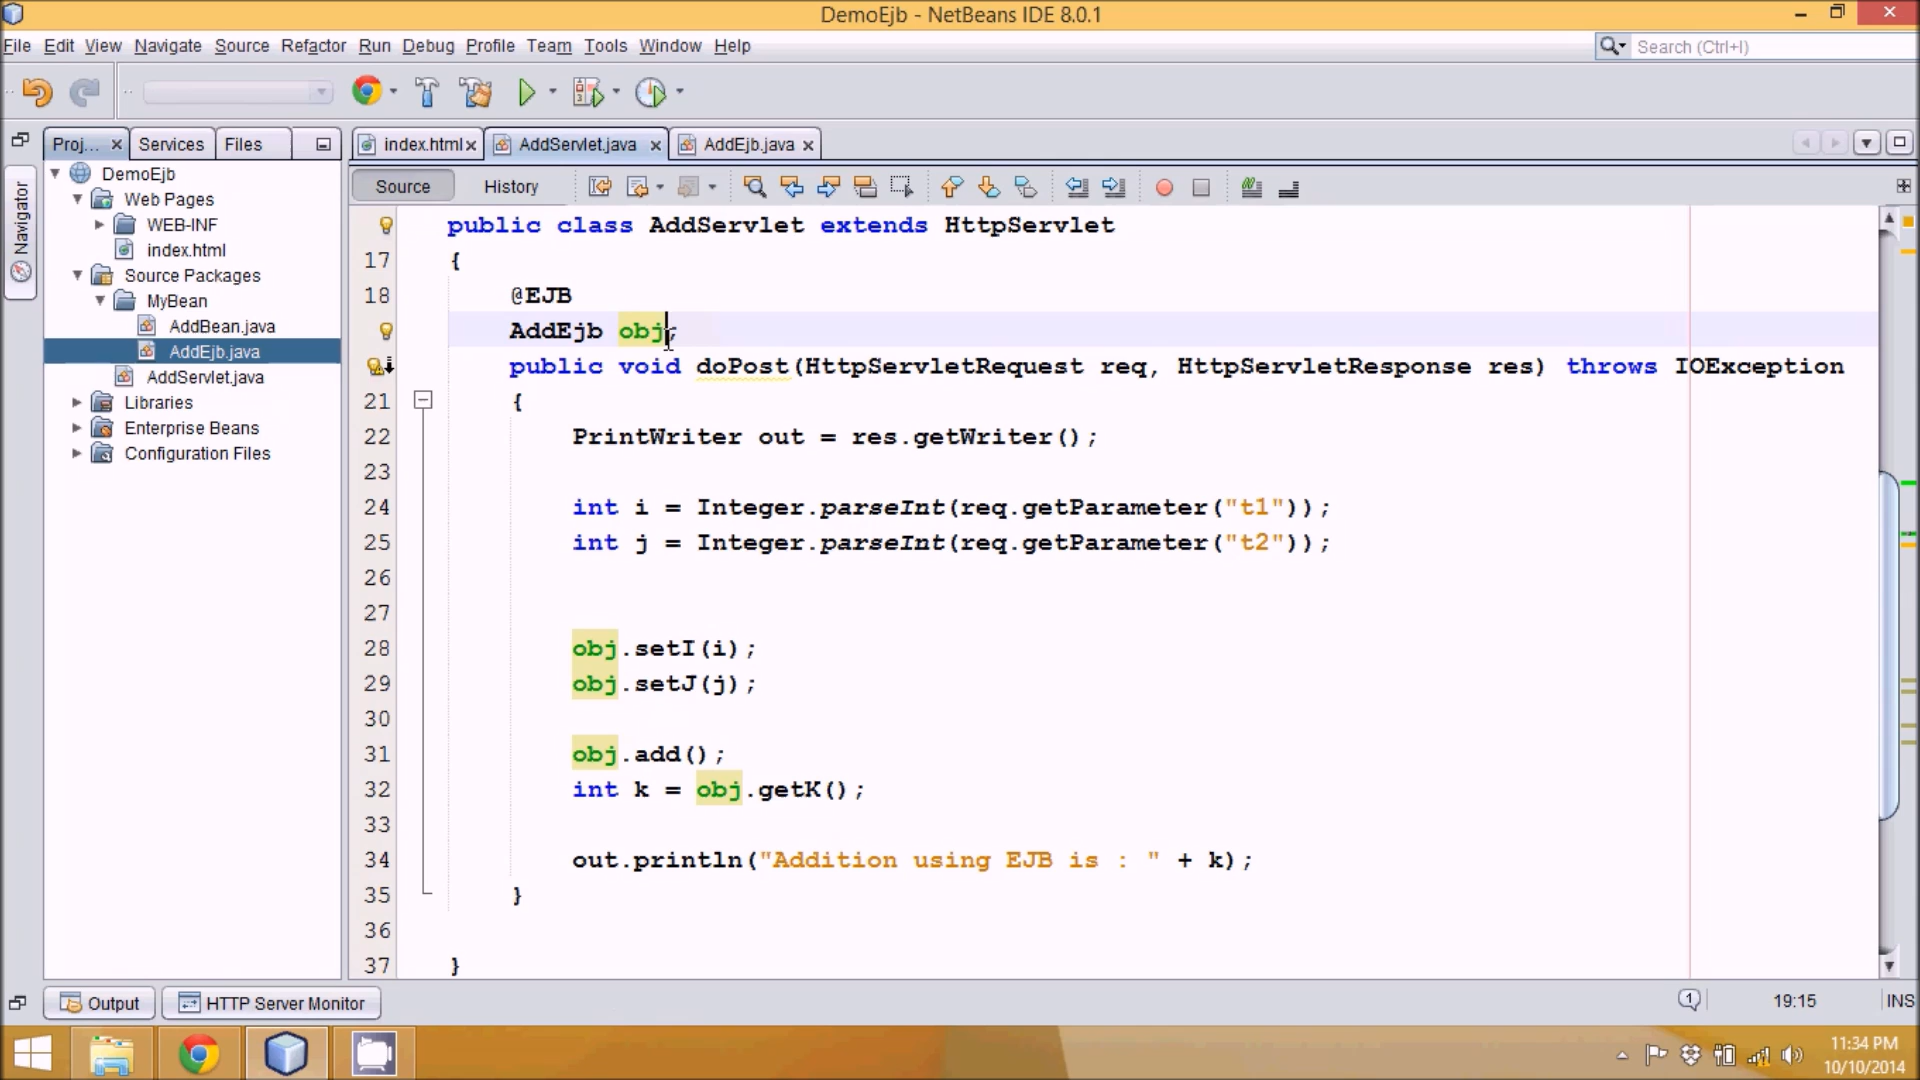 DemoEjb - NetBeans IDE 8.0.1
File Edit View Navigate Source Refactor Run Debug Profile Team Tools Window Help
Search (Ctrl+I)
Proj... Services Files
index.html AddServlet.java AddEjb.java
Source History
Navigator
DemoEjb
Web Pages
WEB-INF
index.html
Source Packages
MyBean
AddBean.java
AddEjb.java
AddServlet.java
Libraries
Enterprise Beans
Configuration Files
public class AddServlet extends HttpServlet
17 {
18 @EJB
AddEjb obj;
public void doPost(HttpServletRequest req, HttpServletResponse res) throws IOException
21 {
22 PrintWriter out = res.getWriter();
23
24 int i = Integer.parseInt(req.getParameter("t1"));
25 int j = Integer.parseInt(req.getParameter("t2"));
26
27
28 obj.setI(i);
29 obj.setJ(j);
30
31 obj.add();
32 int k = obj.getK();
33
34 out.println("Addition using EJB is : " + k);
35 }
36
37 }
Output HTTP Server Monitor
1 19:15 INS
11:34 PM
10/10/2014